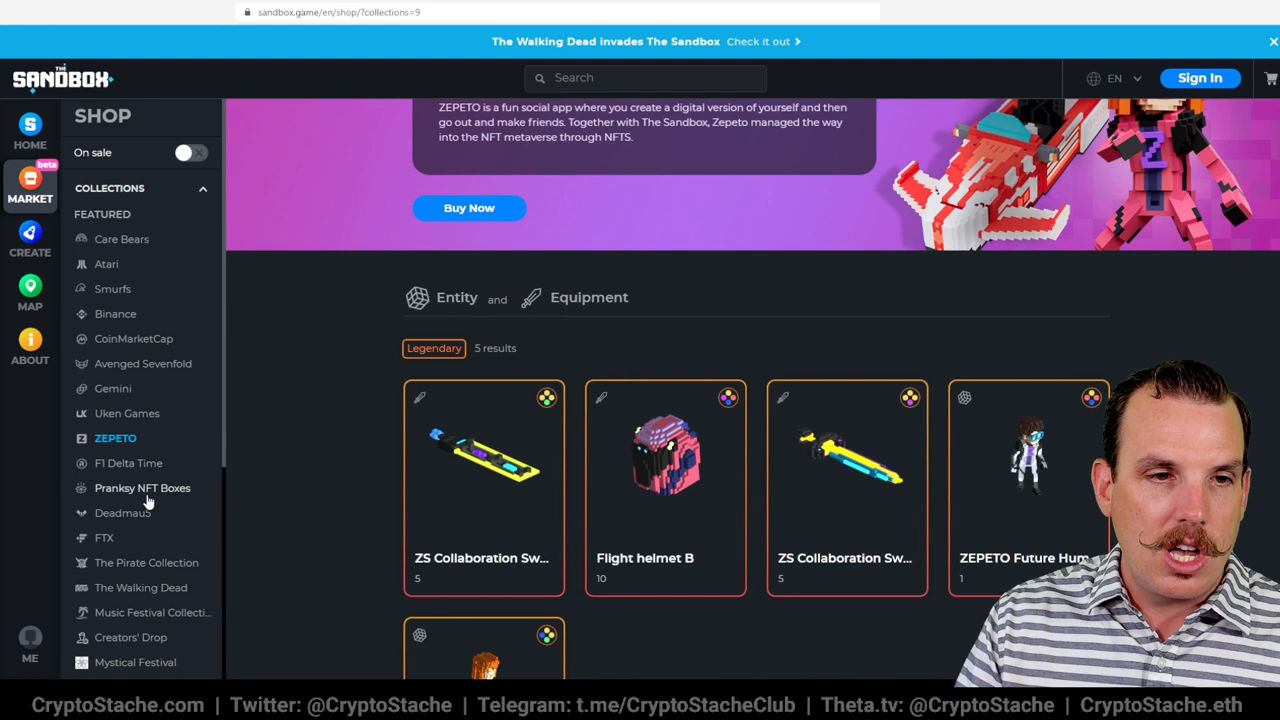 sandbox.game/en/shop/?collections=9
The Walking Dead invades The Sandbox Check it out
THE SANDBOX
Search
EN
Sign In
HOME
beta
MARKET
CREATE
MAP
ABOUT
ME
SHOP
On sale
COLLECTIONS
FEATURED
Care Bears
Atari
Smurfs
Binance
CoinMarketCap
Avenged Sevenfold
Gemini
Uken Games
ZEPETO
F1 Delta Time
Pranksy NFT Boxes
Deadmau5
FTX
The Pirate Collection
The Walking Dead
Music Festival Collecti...
Creators' Drop
Mystical Festival
ZEPETO is a fun social app where you create a digital version of yourself and then
go out and make friends. Together with The Sandbox, Zepeto managed the way
into the NFT metaverse through NFTS.
Buy Now
Entity and Equipment
Legendary 5 results
ZS Collaboration Sw...
5
Flight helmet B
10
ZS Collaboration Sw...
5
ZEPETO Future Hum
1
CryptoStache.com | Twitter: @CryptoStache | Telegram: t.me/CryptoStacheClub | Theta.tv: @CryptoStache | CryptoStache.eth